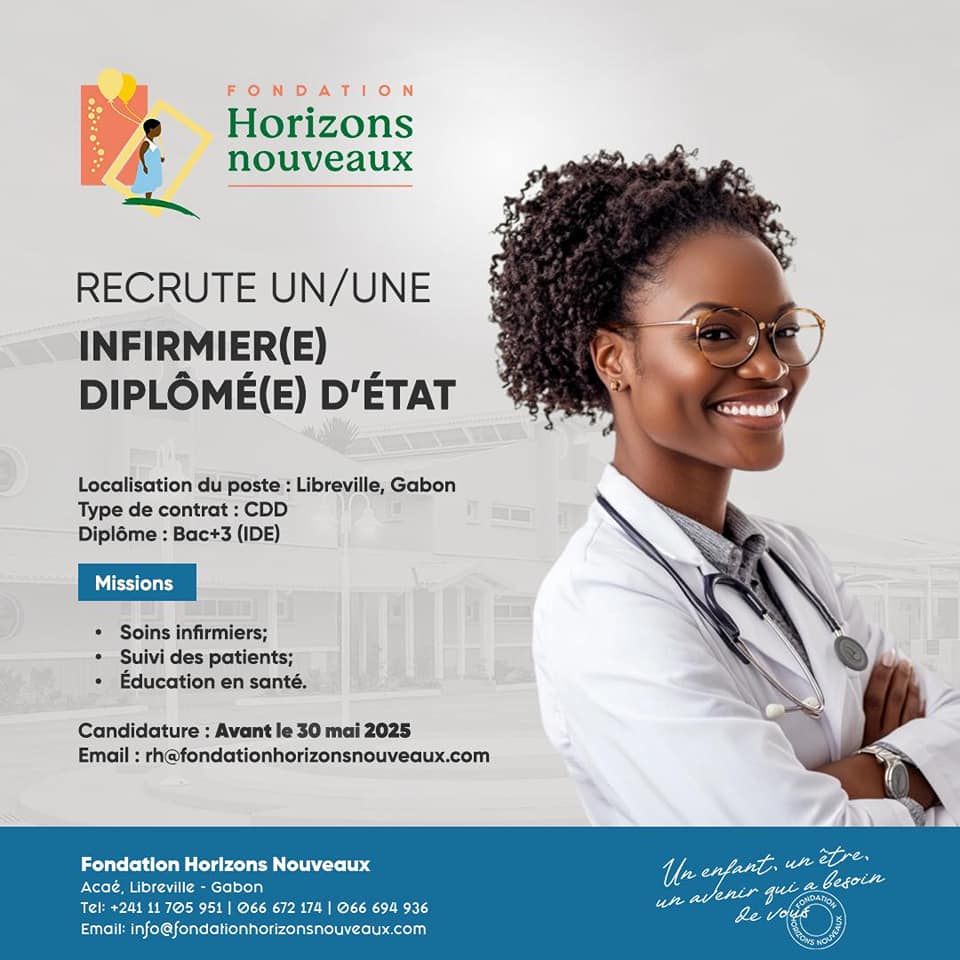 FONDATION
Horizons
nouveaux
RECRUTE UN/UNE
INFIRMIER(E)
DIPLÔMÉ(E) D'ÉTAT
Localisation du poste : Libreville, Gabon
Type de contrat : CDD
Diplôme : Bac+3 (IDE)
Missions
• Soins infirmiers;
• Suivi des patients;
• Éducation en santé.
Candidature : Avant le 30 mai 2025
Email : rh@fondationhorizonsnouveaux.com
Fondation Horizons Nouveaux
Acaé, Libreville - Gabon
Tel: +241 11 705 951 | 066 672 174 | 066 694 936
Email: info@fondationhorizonsnouveaux.com
Un enfant, un être,
un avenir qui a besoin
de vous
FONDATION
HORIZONS NOUVEAUX